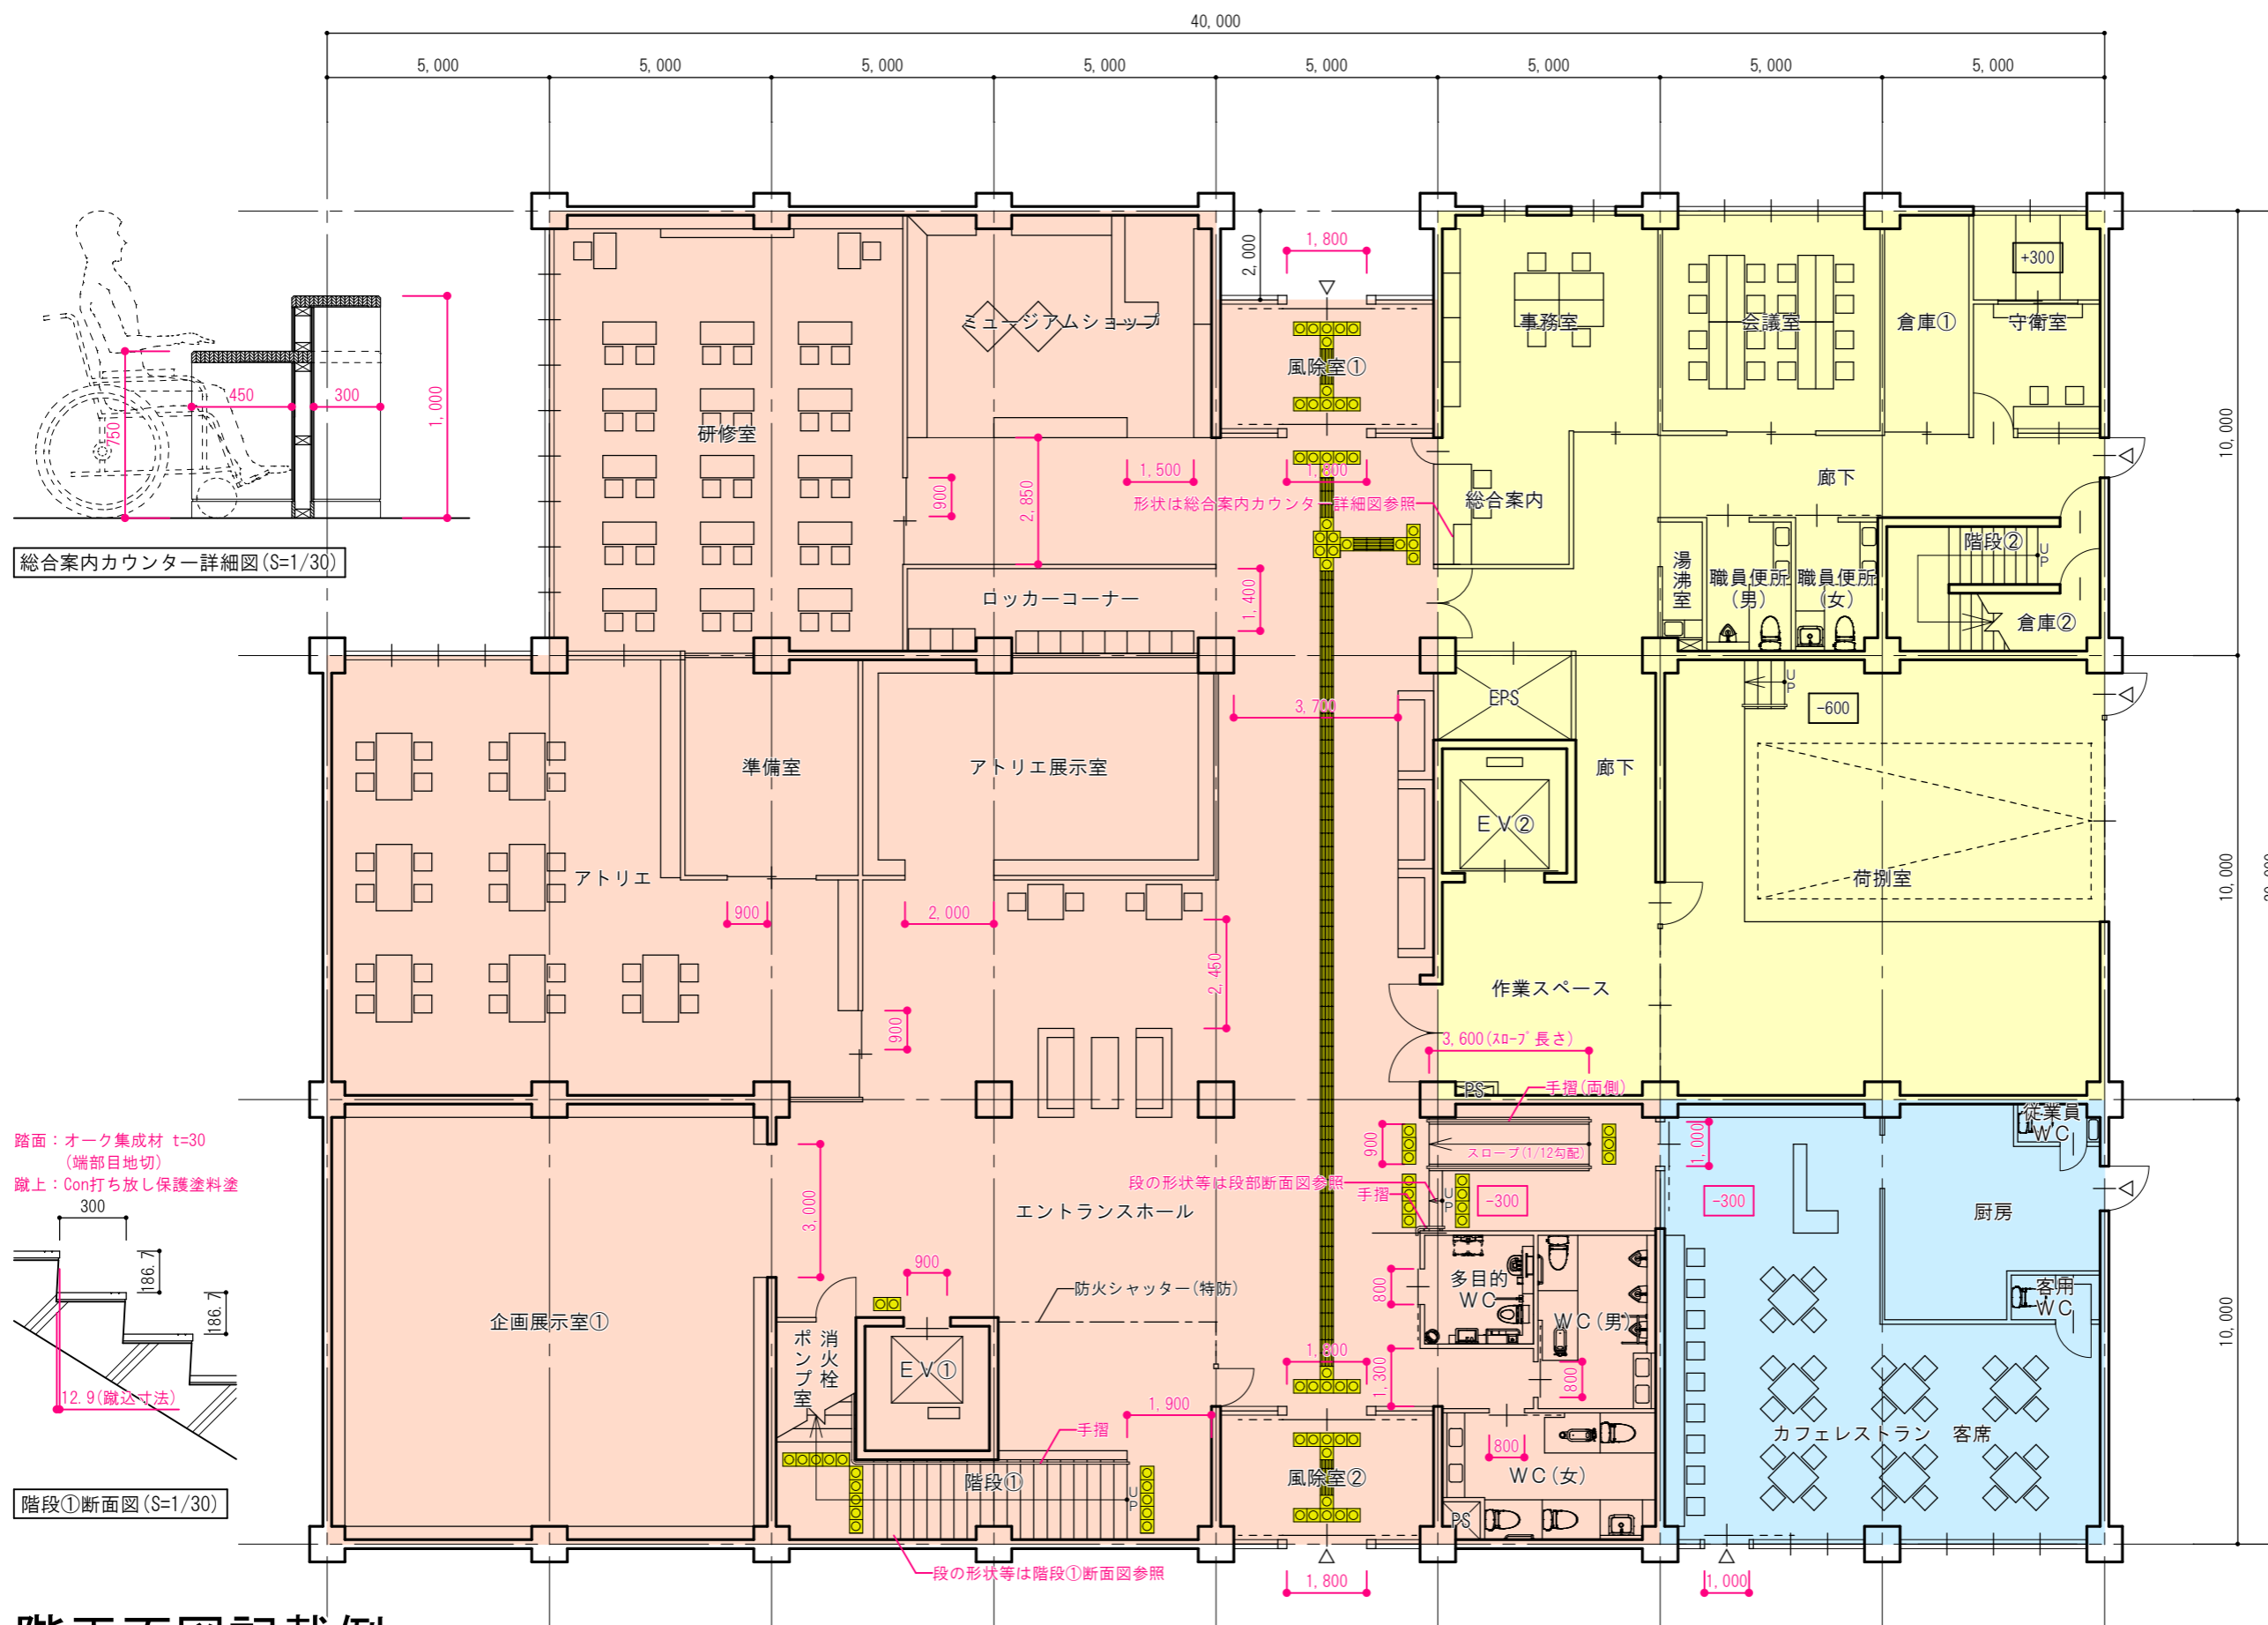 40,000
5,000
5,000
5,000
5,000
5,000
5,000
5,000
5,000
2,000
1,800
+300
ミュージアムショップ
事務室
会議室
倉庫①
守衛室
風除室①
450
300
1,000
750
研修室
10,000
1,500
1,800
900
2,850
廊下
形状は総合案内カウンター詳細図参照
総合案内
総合案内カウンター詳細図(S=1/30)
階段②
UP
湯沸室
職員便所
(男)
職員便所
(女)
ロッカーコーナー
1,400
倉庫②
EPS
UP
-600
3,700
準備室
アトリエ展示室
廊下
EV②
アトリエ
荷捌室
10,000
900
2,000
2,450
作業スペース
900
3,600(スロープ長さ)
PS
手摺(両側)
従業員
WC
踏面：オーク集成材 t=30
(端部目地切)
蹴上：Con打ち放し保護塗料塗
900
スロープ(1/12勾配)
1,000
段の形状等は段部断面図参照
手摺
UP
-300
-300
300
3,000
エントランスホール
厨房
186.7
186.7
900
防火シャッター(特防)
800
多目的
WC
客用
WC
企画展示室①
消火栓
ポンプ室
WC(男)
10,000
EV①
1,800
1,300
800
12.9(蹴込寸法)
1,900
手摺
カフェレストラン 客席
800
階段①
UP
風除室②
WC(女)
階段①断面図(S=1/30)
PS
段の形状等は階段①断面図参照
1,800
1,000